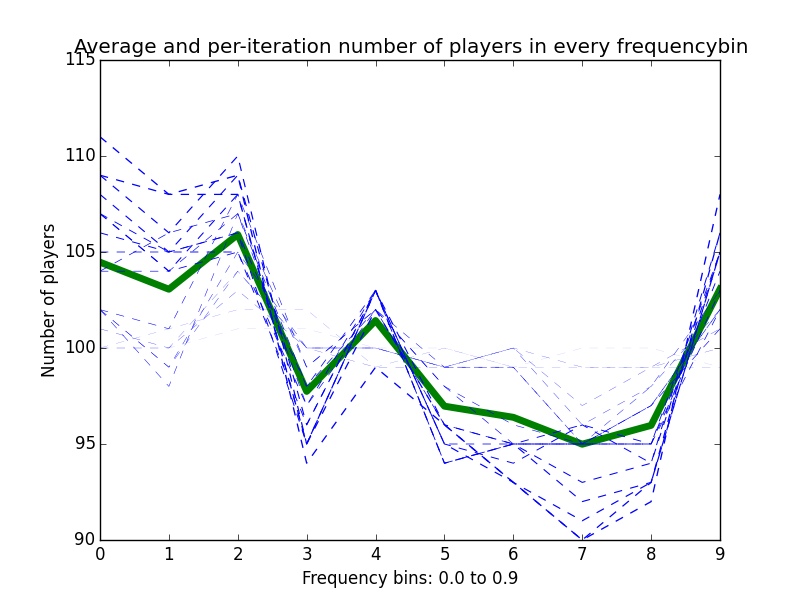 Average and per-iteration number of players in every frequencybin
115
110
105
100
95
90
Number of players
0 1 2 3 4 5 6 7 8 9
Frequency bins: 0.0 to 0.9